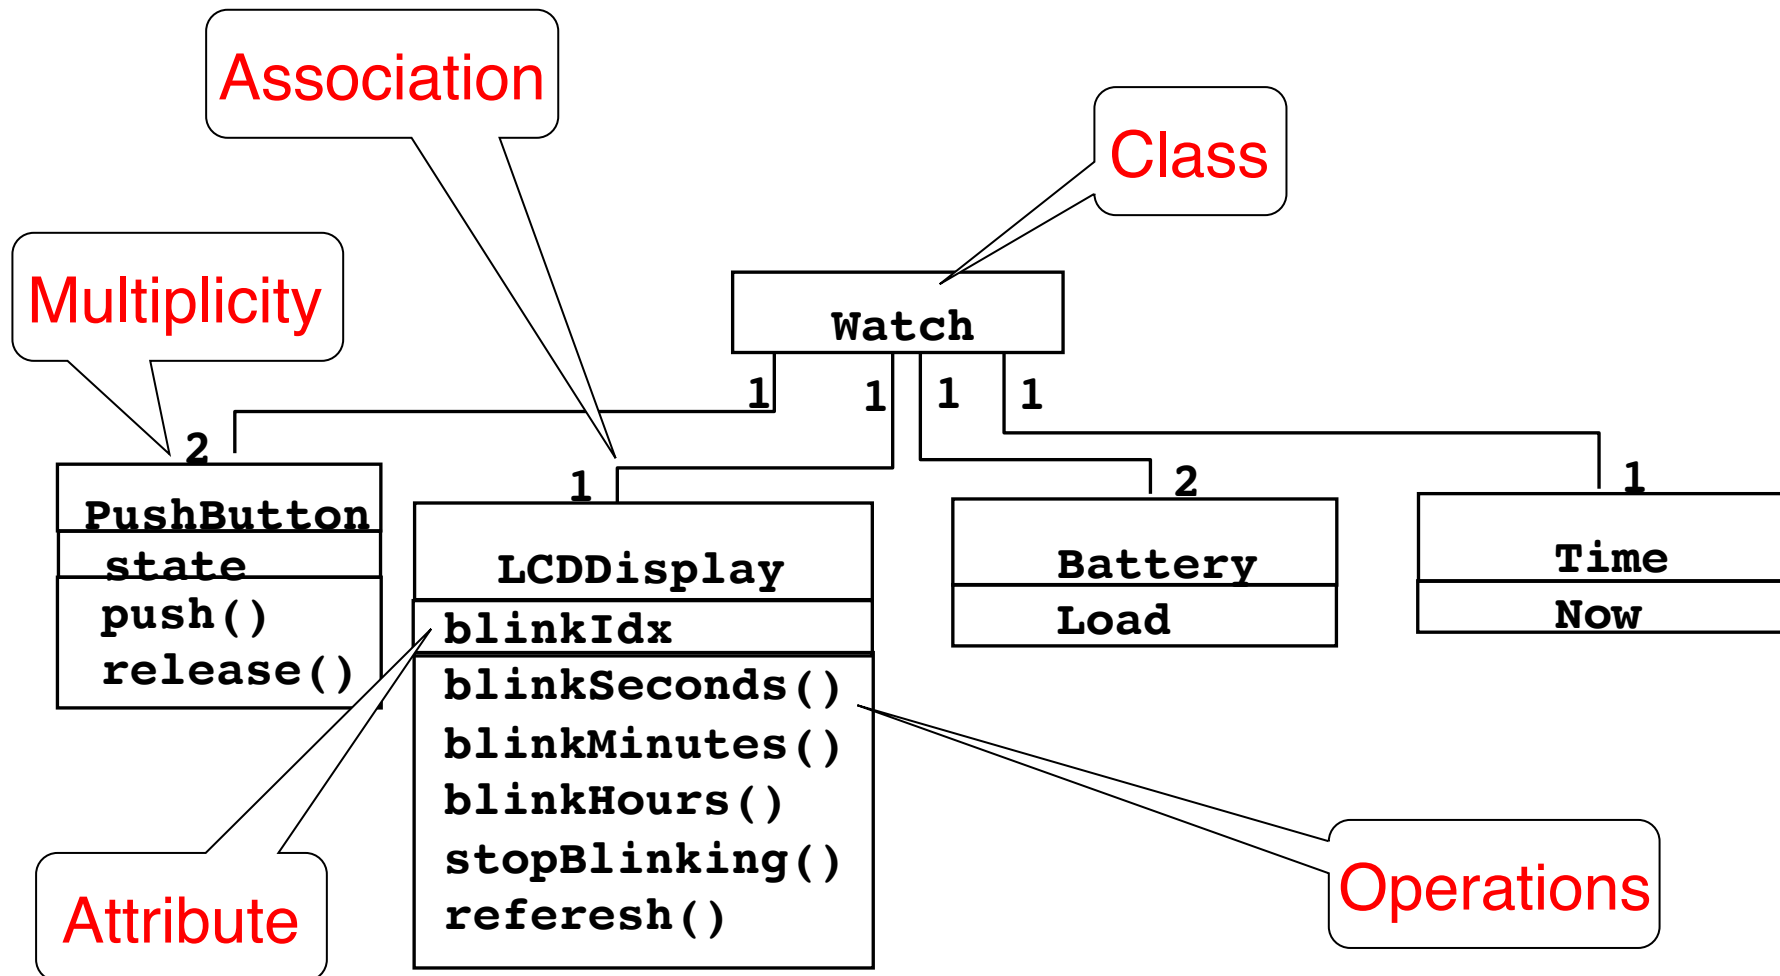 Association
Class
Multiplicity
Watch
1
1
1
1
2
1
2
1
PushButton
state
push()
release()
LCDDisplay
blinkIdx
blinkSeconds()
blinkMinutes()
blinkHours()
stopBlinking()
referesh()
Battery
Load
Time
Now
Attribute
Operations